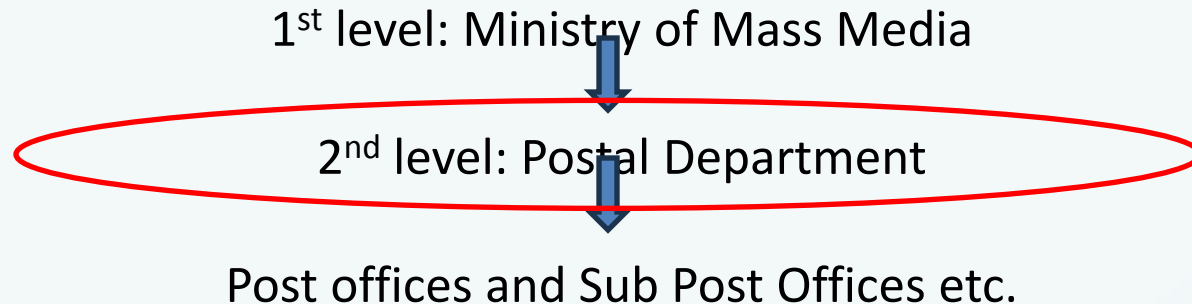 1st level: Ministry of Mass Media
2nd level: Postal Department
Post offices and Sub Post Offices etc.